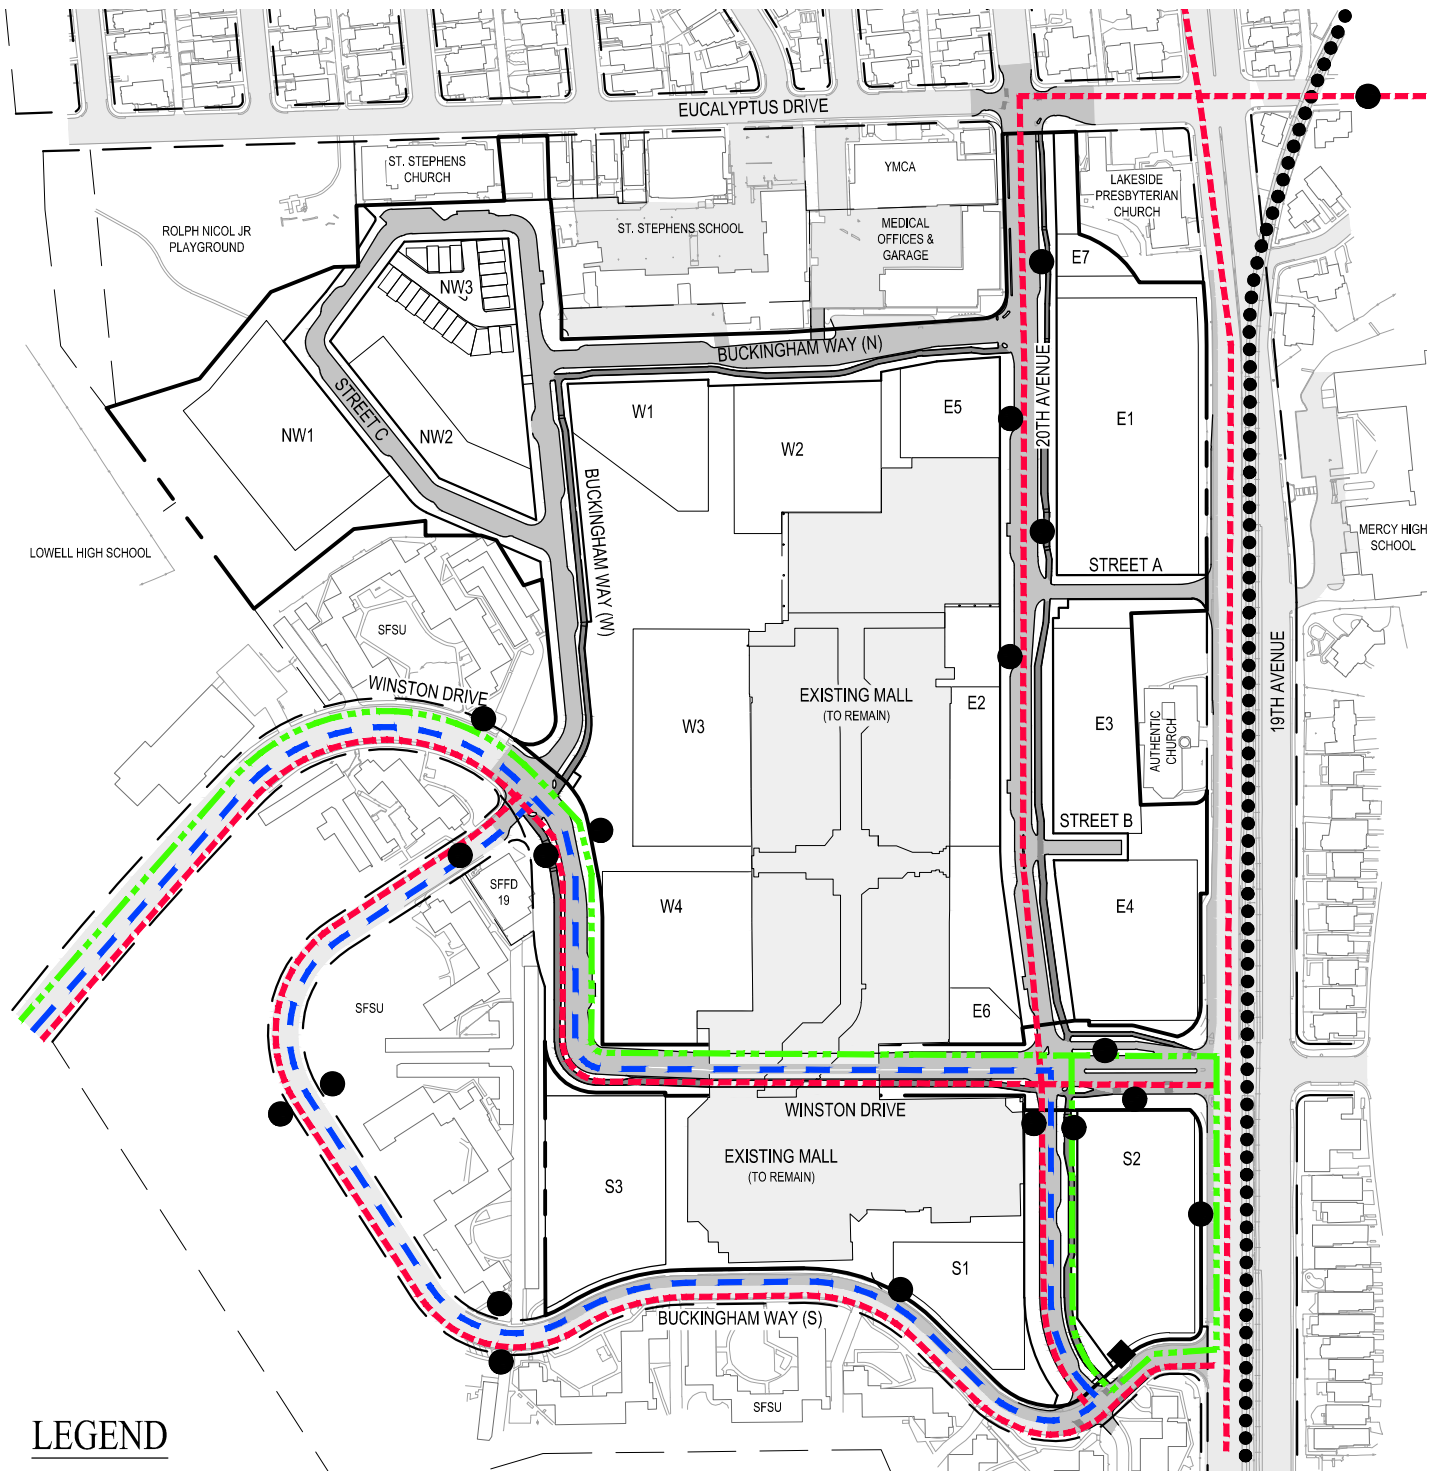 EUCALYPTUS DRIVE
ST. STEPHENS
CHURCH
YMCA
LAKESIDE
PRESBYTERIAN
CHURCH
ROLPH NICOL JR
PLAYGROUND
ST. STEPHENS SCHOOL
MEDICAL
OFFICES &
GARAGE
E7
NW3
BUCKINGHAM WAY (N)
20TH AVENUE
STREET C
NW1
NW2
W1
W2
E5
E1
BUCKINGHAM WAY (W)
LOWELL HIGH SCHOOL
MERCY HIGH
SCHOOL
STREET A
SFSU
WINSTON DRIVE
EXISTING MALL
(TO REMAIN)
W3
E2
E3
AUTHENTIC
CHURCH
19TH AVENUE
STREET B
SFFD
19
W4
E4
SFSU
E6
WINSTON DRIVE
EXISTING MALL
(TO REMAIN)
S3
S2
S1
BUCKINGHAM WAY (S)
SFSU
LEGEND